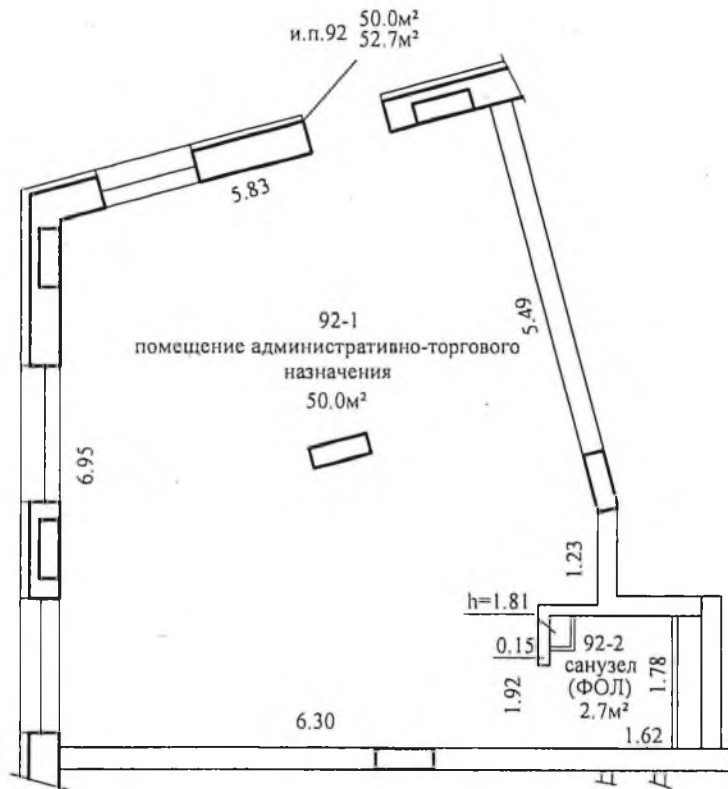 и.п.92 50.0м²
52.7м²
5.83
92-1
помещение административно-торгового
назначения
50.0м²
5.49
6.95
1.23
h=1.81
0.15
92-2
санузел
(ФОЛ)
2.7м²
1.78
1.92
1.62
6.30